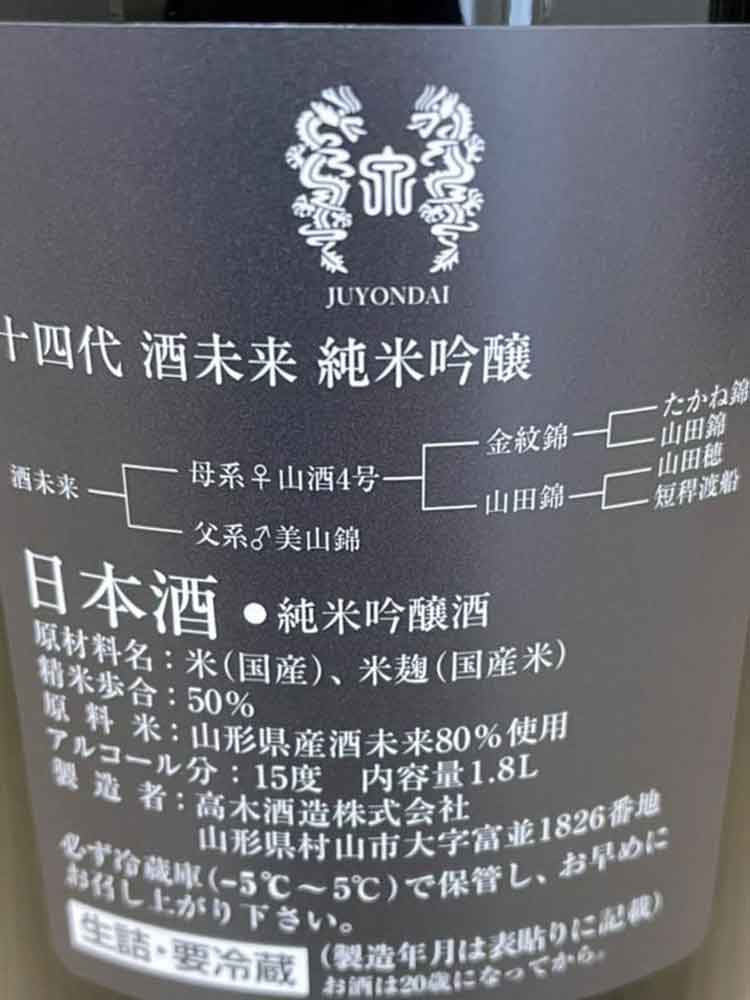 JUYONDAI
十四代 酒未来 純米吟醸
たかね錦
金紋錦
山田錦
酒未来
母系♀山酒4号
山田穂
山田錦
短稈渡船
父系♂美山錦
日本酒 ●純米吟醸酒
原材料名：米(国産)、米麹(国産米)
精米歩合：50%
原料米：山形県産酒未来80%使用
アルコール分：15度 内容量1.8L
製造者：高木酒造株式会社
山形県村山市大字富並1826番地
必ず冷蔵庫(-5℃～5℃)で保管し、お早めに
お召し上がり下さい。
生詰・要冷蔵
(製造年月は表貼りに記載)
お酒は20歳になってから。